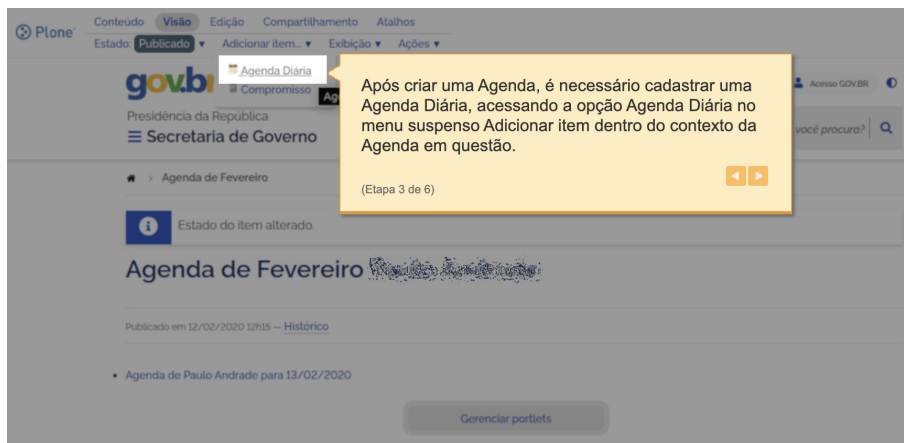 Plone
Conteúdo Visão Edição Compartilhamento Atalhos
Estado: Publicado ▼ Adicionar item... ▼ Exibição ▼ Ações ▼
Agenda Diária
Compromisso
Ag
gov.b
Acesso GOV.BR
Presidência da República
Secretaria de Governo
você procura?
Após criar uma Agenda, é necessário cadastrar uma
Agenda Diária, acessando a opção Agenda Diária no
menu suspenso Adicionar item dentro do contexto da
Agenda em questão.
(Etapa 3 de 6)
Agenda de Fevereiro
Estado do item alterado.
Agenda de Fevereiro
Publicado em 12/02/2020 12h15 — Histórico
Agenda de Paulo Andrade para 13/02/2020
Gerenciar portlets